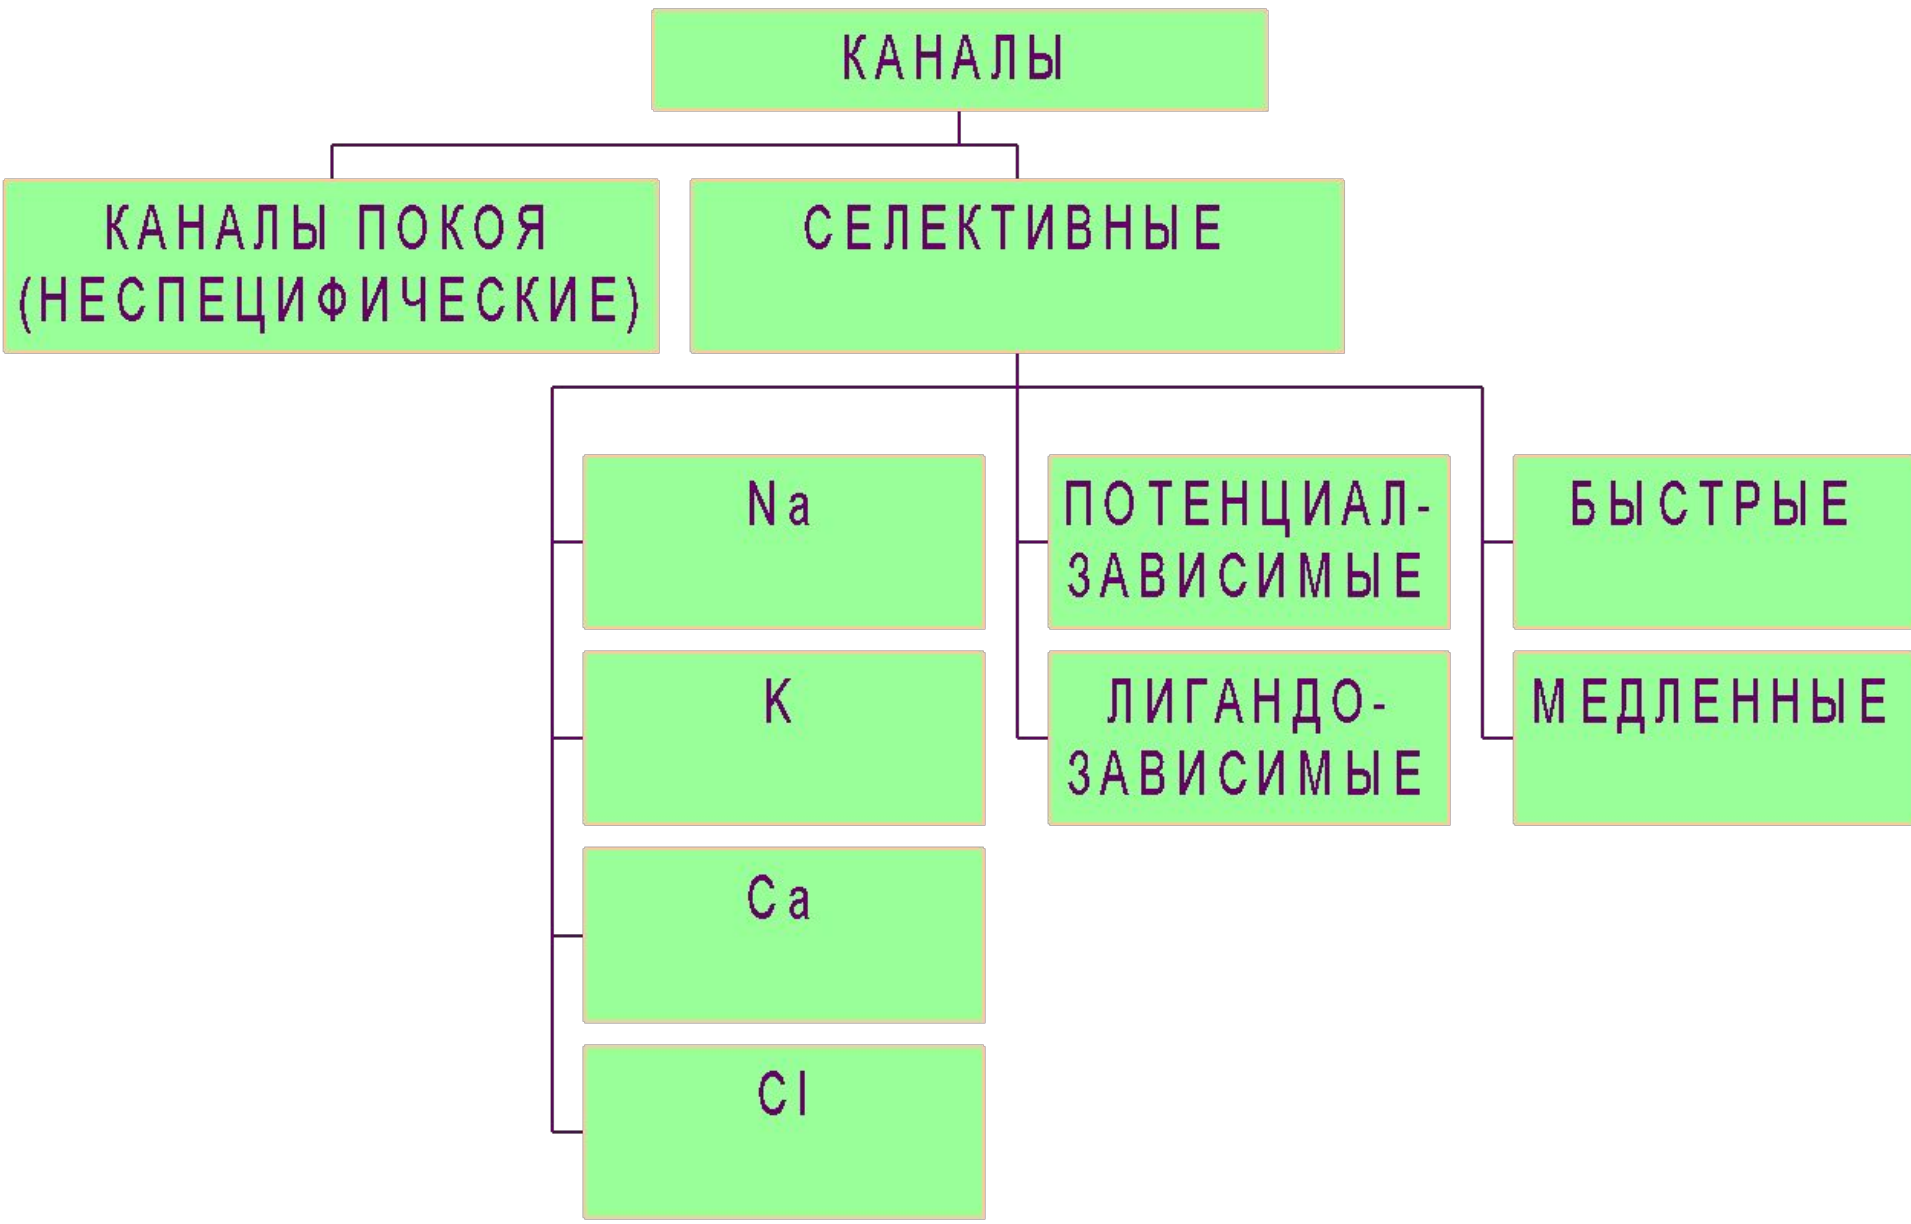 КАНАЛЫ
КАНАЛЫ ПОКОЯ
(НЕСПЕЦИФИЧЕСКИЕ)
СЕЛЕКТИВНЫЕ
Na
K
Ca
Cl
ПОТЕНЦИАЛ-
ЗАВИСИМЫЕ
ЛИГАНДО-
ЗАВИСИМЫЕ
БЫСТРЫЕ
МЕДЛЕННЫЕ